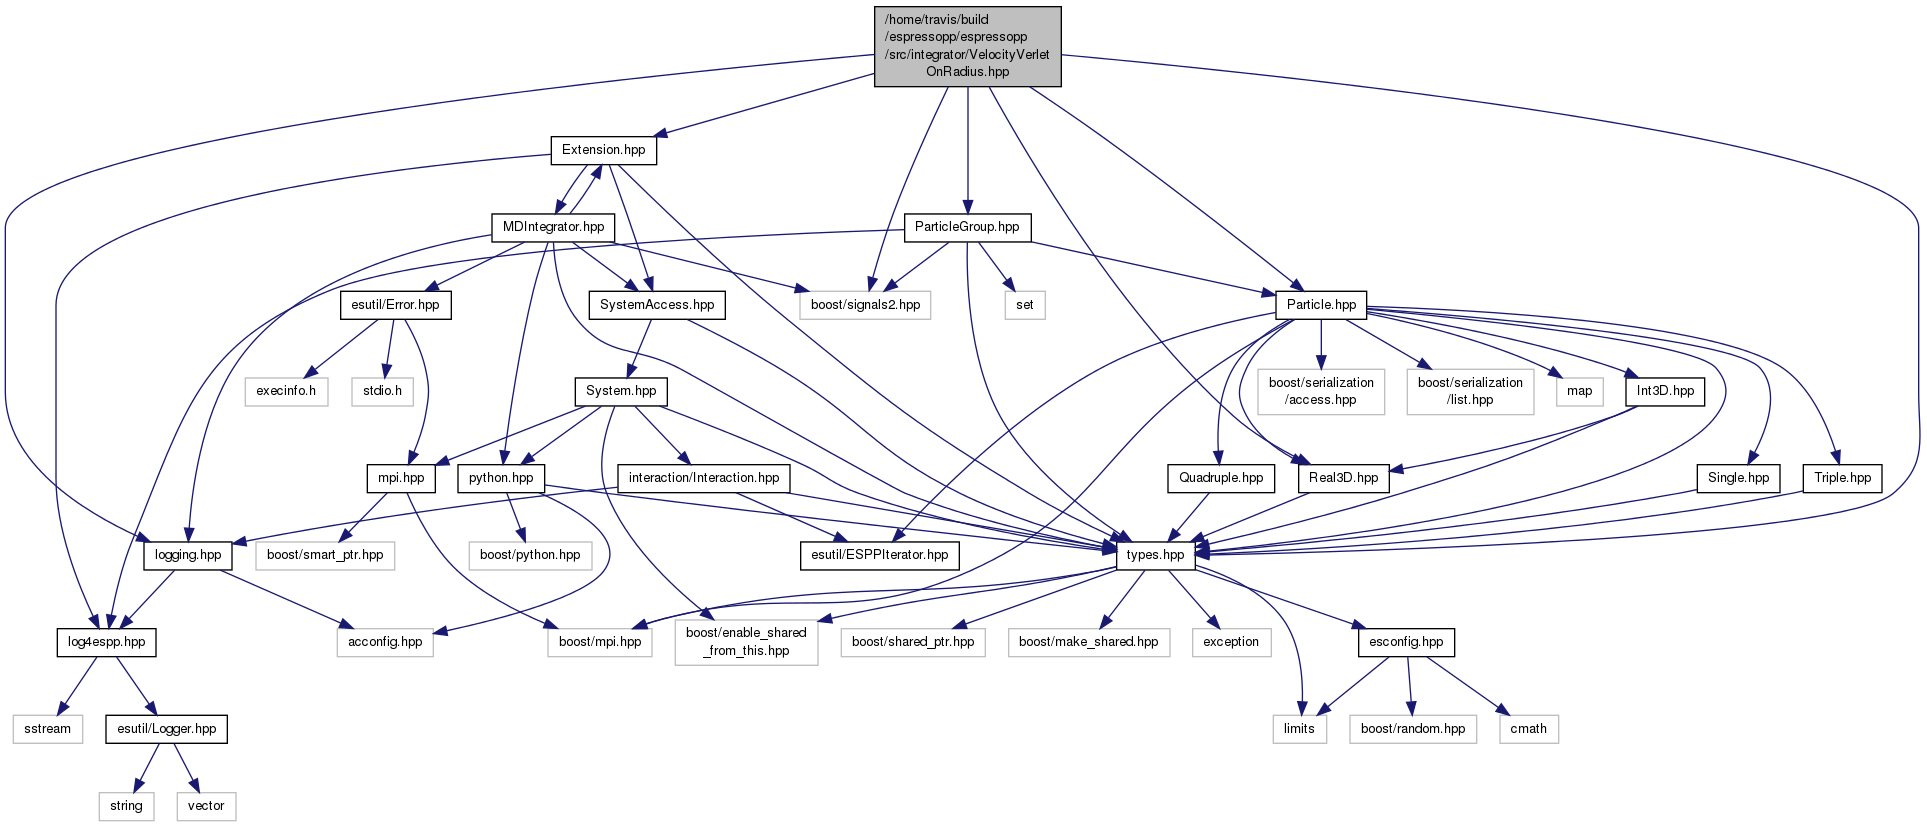 /home/travis/build
/espressopp/espressopp
/src/integrator/VelocityVerlet
OnRadius.hpp
Extension.hpp
MDIntegrator.hpp
ParticleGroup.hpp
esutil/Error.hpp
SystemAccess.hpp
boost/signals2.hpp
set
Particle.hpp
execinfo.h
stdio.h
System.hpp
boost/serialization
/access.hpp
boost/serialization
/list.hpp
map
Int3D.hpp
mpi.hpp
python.hpp
interaction/Interaction.hpp
Quadruple.hpp
Real3D.hpp
Single.hpp
Triple.hpp
logging.hpp
boost/smart_ptr.hpp
boost/python.hpp
esutil/ESPPIterator.hpp
types.hpp
log4espp.hpp
acconfig.hpp
boost/mpi.hpp
boost/enable_shared
_from_this.hpp
boost/shared_ptr.hpp
boost/make_shared.hpp
exception
esconfig.hpp
sstream
esutil/Logger.hpp
limits
boost/random.hpp
cmath
string
vector